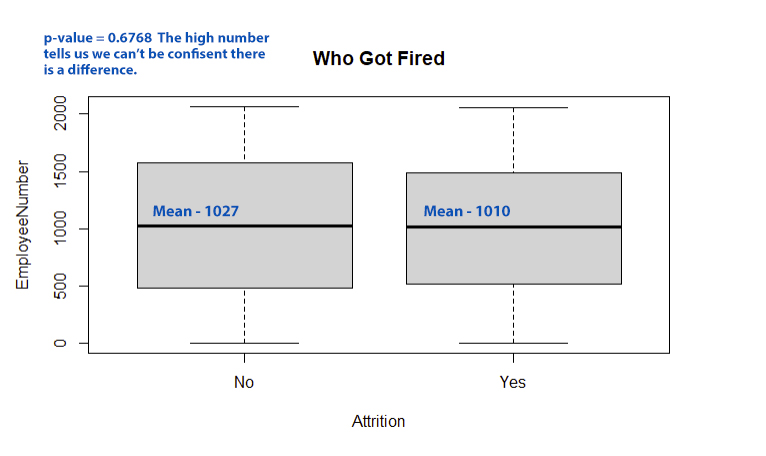 p-value = 0.6768  The high number
tells us we can't be confisent there
is a difference.
Who Got Fired
EmployeeNumber
2000
1500
1000
500
0
Mean - 1027
Mean - 1010
No
Yes
Attrition